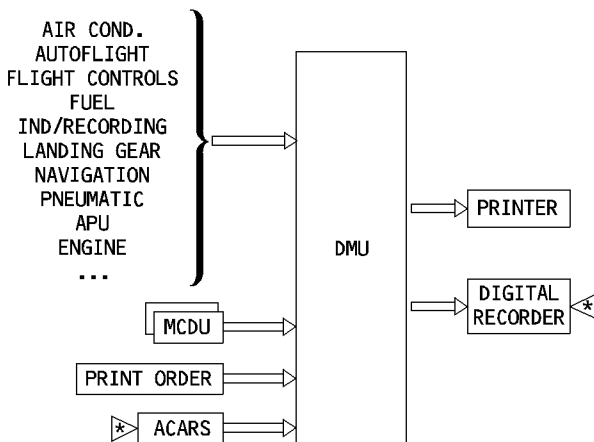 AIR COND.
AUTOFLIGHT
FLIGHT CONTROLS
FUEL
IND/RECORDING
LANDING GEAR
NAVIGATION
PNEUMATIC
APU
ENGINE
...
DMU
PRINTER
DIGITAL
RECORDER
*
MCDU
PRINT ORDER
* ACARS